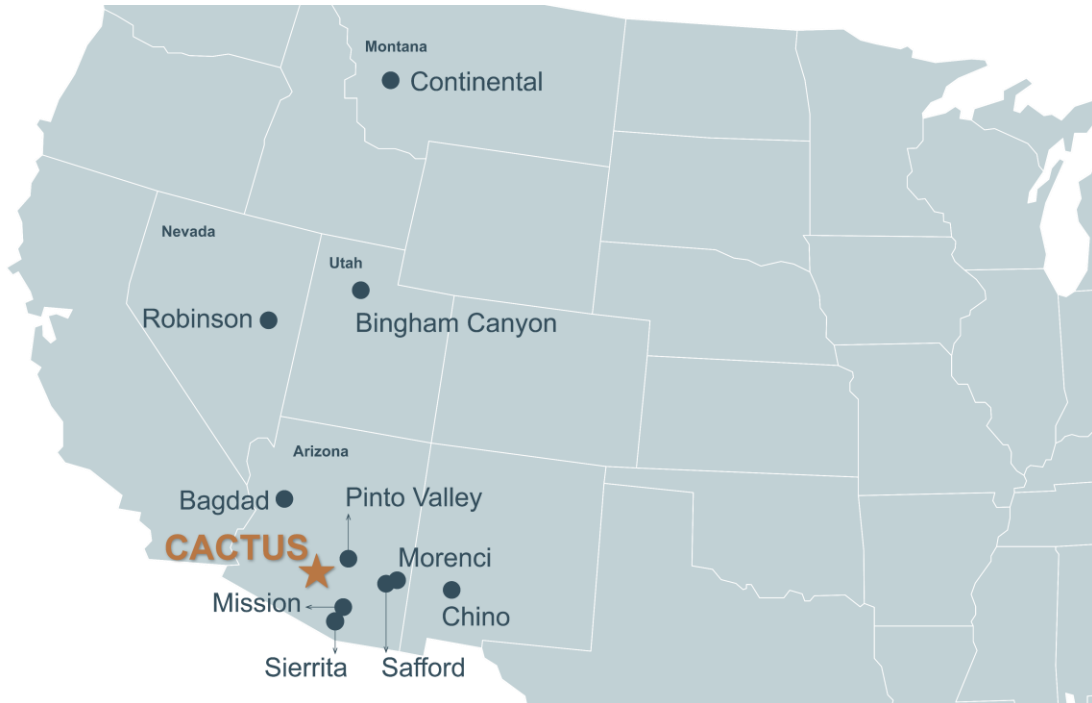 Montana
Continental
Nevada
Utah
Robinson
Bingham Canyon
Arizona
Bagdad
Pinto Valley
CACTUS
Morenci
Mission
Chino
Sierrita
Safford